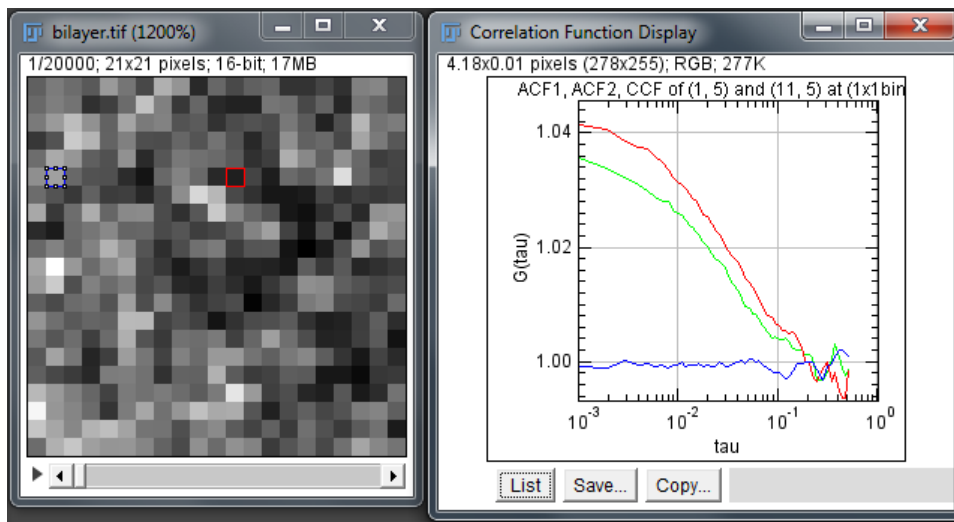 bilayer.tif (1200%)
1/20000; 21x21 pixels; 16-bit; 17MB
Correlation Function Display
4.18x0.01 pixels (278x255); RGB; 277K
ACF1, ACF2, CCF of (1, 5) and (11, 5) at (1x1bin
1.04
1.02
1.00
G(tau)
10-3
10-2
10-1
100
tau
List
Save...
Copy...